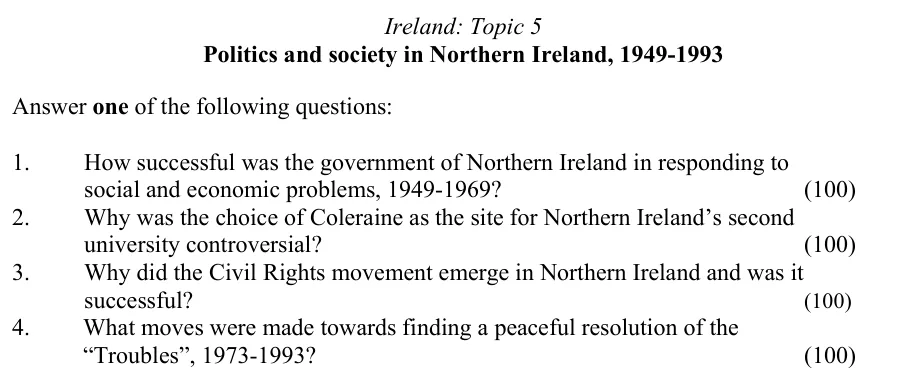 Ireland: Topic 5
Politics and society in Northern Ireland, 1949-1993
Answer one of the following questions:
1. How successful was the government of Northern Ireland in responding to
social and economic problems, 1949-1969? (100)
2. Why was the choice of Coleraine as the site for Northern Ireland’s second
university controversial? (100)
3. Why did the Civil Rights movement emerge in Northern Ireland and was it
successful? (100)
4. What moves were made towards finding a peaceful resolution of the
“Troubles”, 1973-1993? (100)